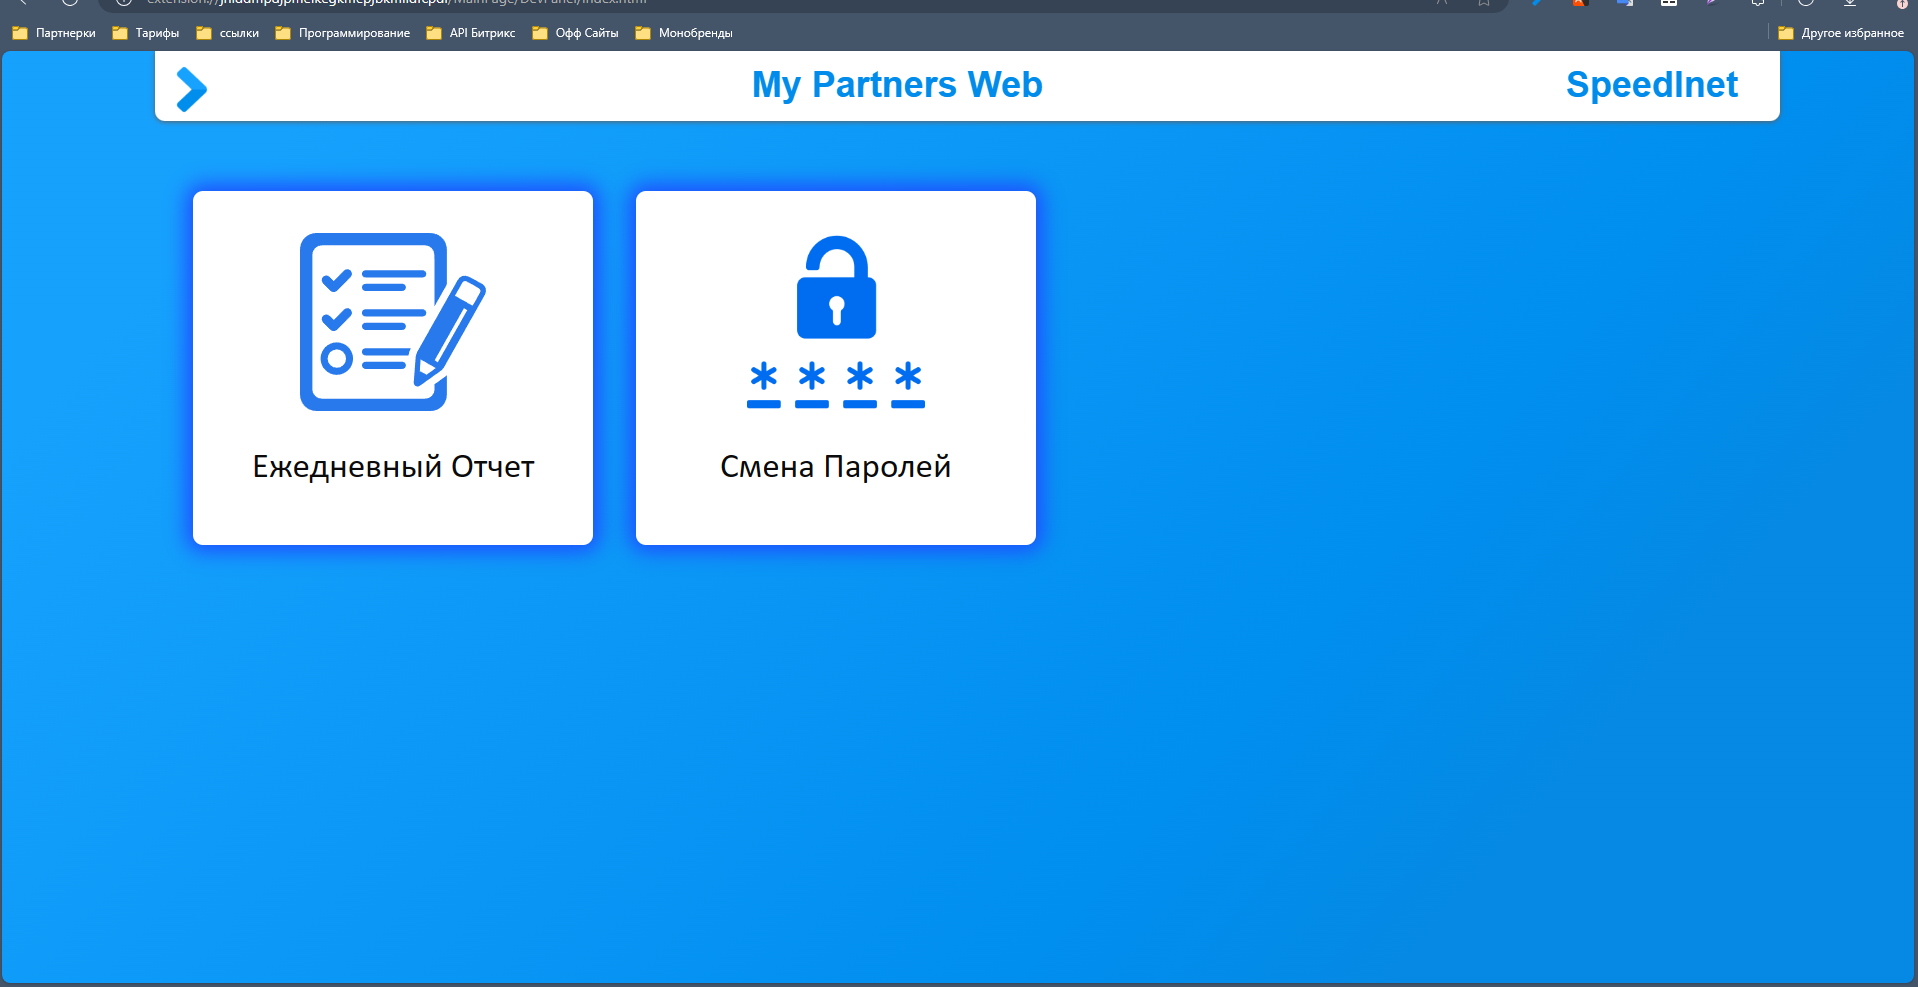 Партнерки
Тарифы
ссылки
Программирование
API Битрикс
Офф Сайты
Монобренды
Другое избранное
My Partners Web
SpeedInet
Ежедневный Отчет
Смена Паролей
* * * *